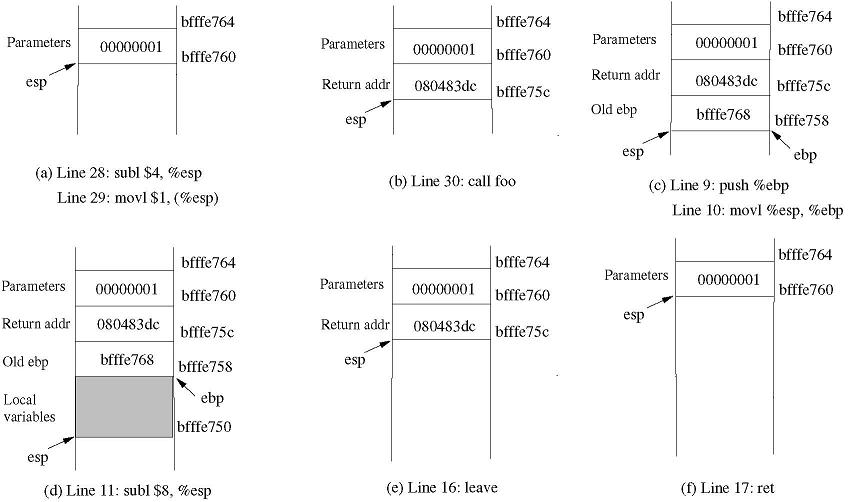 bfffe764
Parameters 00000001 bfffe760
esp
(a) Line 28: subl $4, %esp
Line 29: movl $1, (%esp)
bfffe764
Parameters 00000001 bfffe760
Return addr 080483dc bfffe75c
esp
(b) Line 30: call foo
bfffe764
Parameters 00000001 bfffe760
Return addr 080483dc bfffe75c
Old ebp bfffe768 bfffe758
esp ebp
(c) Line 9: push %ebp
Line 10: movl %esp, %ebp
bfffe764
Parameters 00000001 bfffe760
Return addr 080483dc bfffe75c
Old ebp bfffe768 bfffe758
ebp
Local
variables bfffe750
esp
(d) Line 11: subl $8, %esp
bfffe764
Parameters 00000001 bfffe760
Return addr 080483dc bfffe75c
esp
(e) Line 16: leave
bfffe764
Parameters 00000001 bfffe760
esp
(f) Line 17: ret